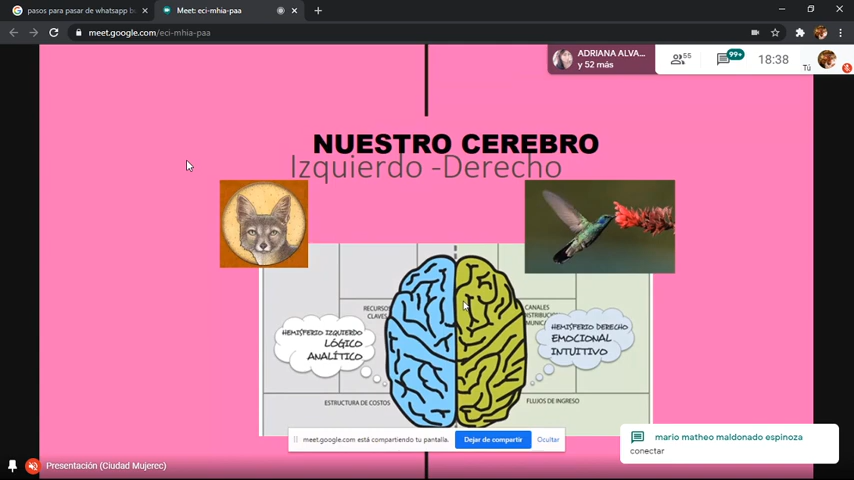 pasos para pasar de whatsapp b
Meet: eci-mhia-paa
meet.google.com/eci-mhia-paa
ADRIANA ALVA...
y 52 más
55
99+
18:38
Tú
NUESTRO CEREBRO
Izquierdo -Derecho
RECURSOS
CLAVES
CANALES
HEMISFERIO IZQUIERDO
LÓGICO
ANALÍTICO
HEMISFERIO DERECHO
EMOCIONAL
INTUITIVO
ESTRUCTURA DE COSTOS
FLUJOS DE INGRESO
meet.google.com está compartiendo tu pantalla.
Dejar de compartir
Ocultar
mario matheo maldonado espinoza
conectar
Presentación (Ciudad Mujerec)